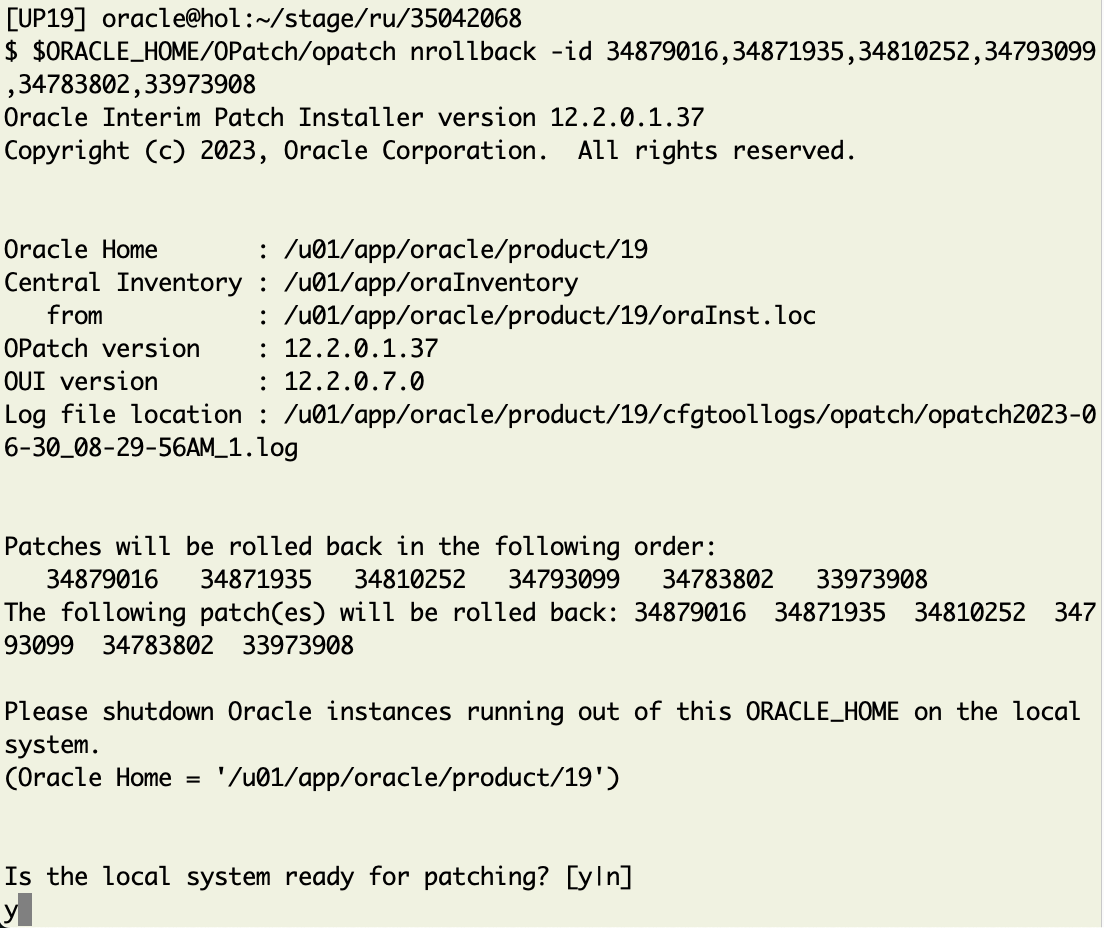 [UP19] oracle@hol:~/stage/ru/35042068
$ $ORACLE_HOME/OPatch/opatch nrollback -id 34879016,34871935,34810252,34793099
,34783802,33973908
Oracle Interim Patch Installer version 12.2.0.1.37
Copyright (c) 2023, Oracle Corporation.  All rights reserved.
Oracle Home       : /u01/app/oracle/product/19
Central Inventory : /u01/app/oraInventory
   from           : /u01/app/oracle/product/19/oraInst.loc
OPatch version    : 12.2.0.1.37
OUI version       : 12.2.0.7.0
Log file location : /u01/app/oracle/product/19/cfgtoollogs/opatch/opatch2023-0
6-30_08-29-56AM_1.log
Patches will be rolled back in the following order:
   34879016   34871935   34810252   34793099   34783802   33973908
The following patch(es) will be rolled back: 34879016  34871935  34810252  347
93099  34783802  33973908
Please shutdown Oracle instances running out of this ORACLE_HOME on the local
system.
(Oracle Home = '/u01/app/oracle/product/19')
Is the local system ready for patching? [y|n]
y